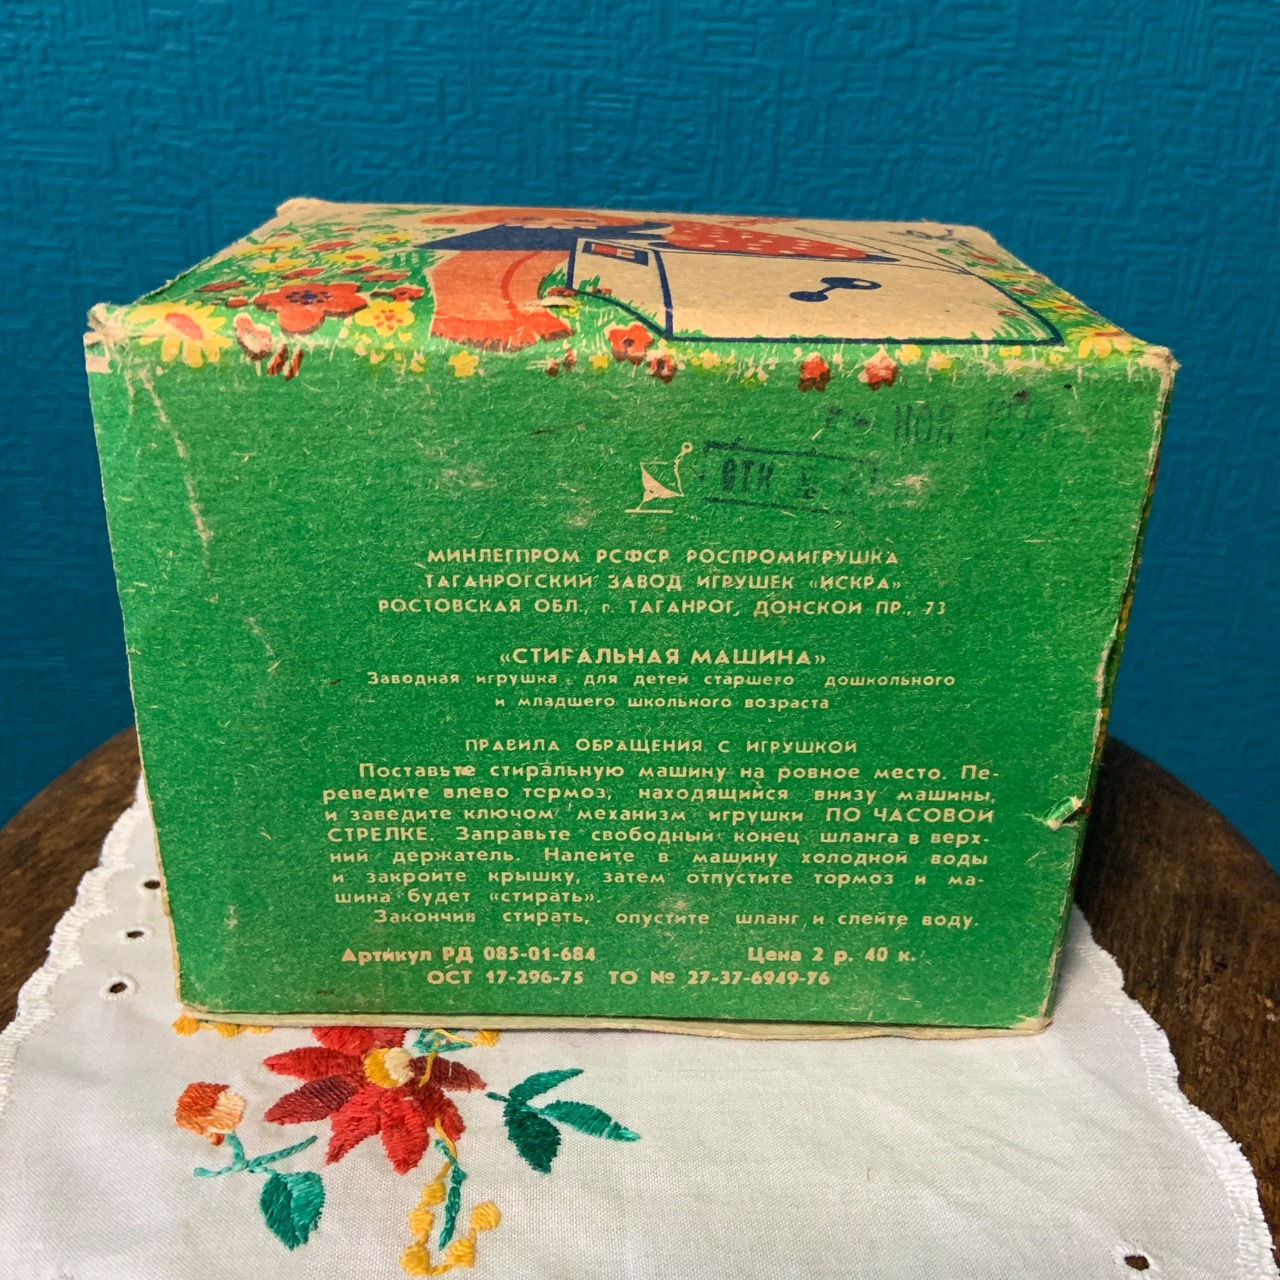 НОЯ
ОТК №
МИНЛЕГПРОМ РСФСР РОСПРОМИГРУШКА
ТАГАНРОГСКИЙ ЗАВОД ИГРУШЕК «ИСКРА»
РОСТОВСКАЯ ОБЛ., г. ТАГАНРОГ, ДОНСКОЙ ПР., 73
«СТИРАЛЬНАЯ МАШИНА»
Заводная игрушка для детей старшего дошкольного
и младшего школьного возраста
ПРАВИЛА ОБРАЩЕНИЯ С ИГРУШКОЙ
Поставьте стиральную машину на ровное место. Пе-
реведите влево тормоз, находящийся внизу машины,
и заведите ключом механизм игрушки ПО ЧАСОВОЙ
СТРЕЛКЕ. Заправьте свободный конец шланга в верх-
ний держатель. Налейте в машину холодной воды
и закройте крышку, затем отпустите тормоз и ма-
шина будет «стирать».
Закончив стирать, опустите шланг и слейте воду.
Артикул РД 085-01-684 Цена 2 р. 40 к.
ОСТ 17-296-75 ТО № 27-37-6949-76